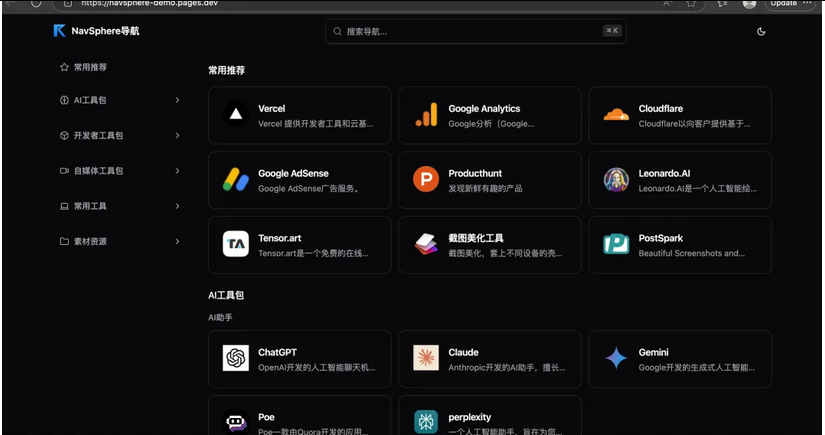 https://navsphere-demo.pages.dev
Update
NavSphere导航
搜索导航...
⌘ K
常用推荐
AI工具包
开发者工具包
自媒体工具包
常用工具
素材资源
常用推荐
Vercel
Vercel 提供开发者工具和云基...
Google Analytics
Google分析（Google...
Cloudflare
Cloudflare以向客户提供基于...
Google AdSense
Google AdSense广告服务。
Producthunt
发现新鲜有趣的产品
Leonardo.AI
Leonardo.AI是一个人工智能绘...
Tensor.art
Tensor.art是一个免费的在线...
截图美化工具
截图美化，套上不同设备的壳...
PostSpark
Beautiful Screenshots and...
AI工具包
AI助手
ChatGPT
OpenAI开发的人工智能聊天机...
Claude
Anthropic开发的AI助手，擅长...
Gemini
Google开发的生成式人工智能...
Poe
Poe一款由Quora开发的应用...
perplexity
一个人工智能助手，旨在为您...